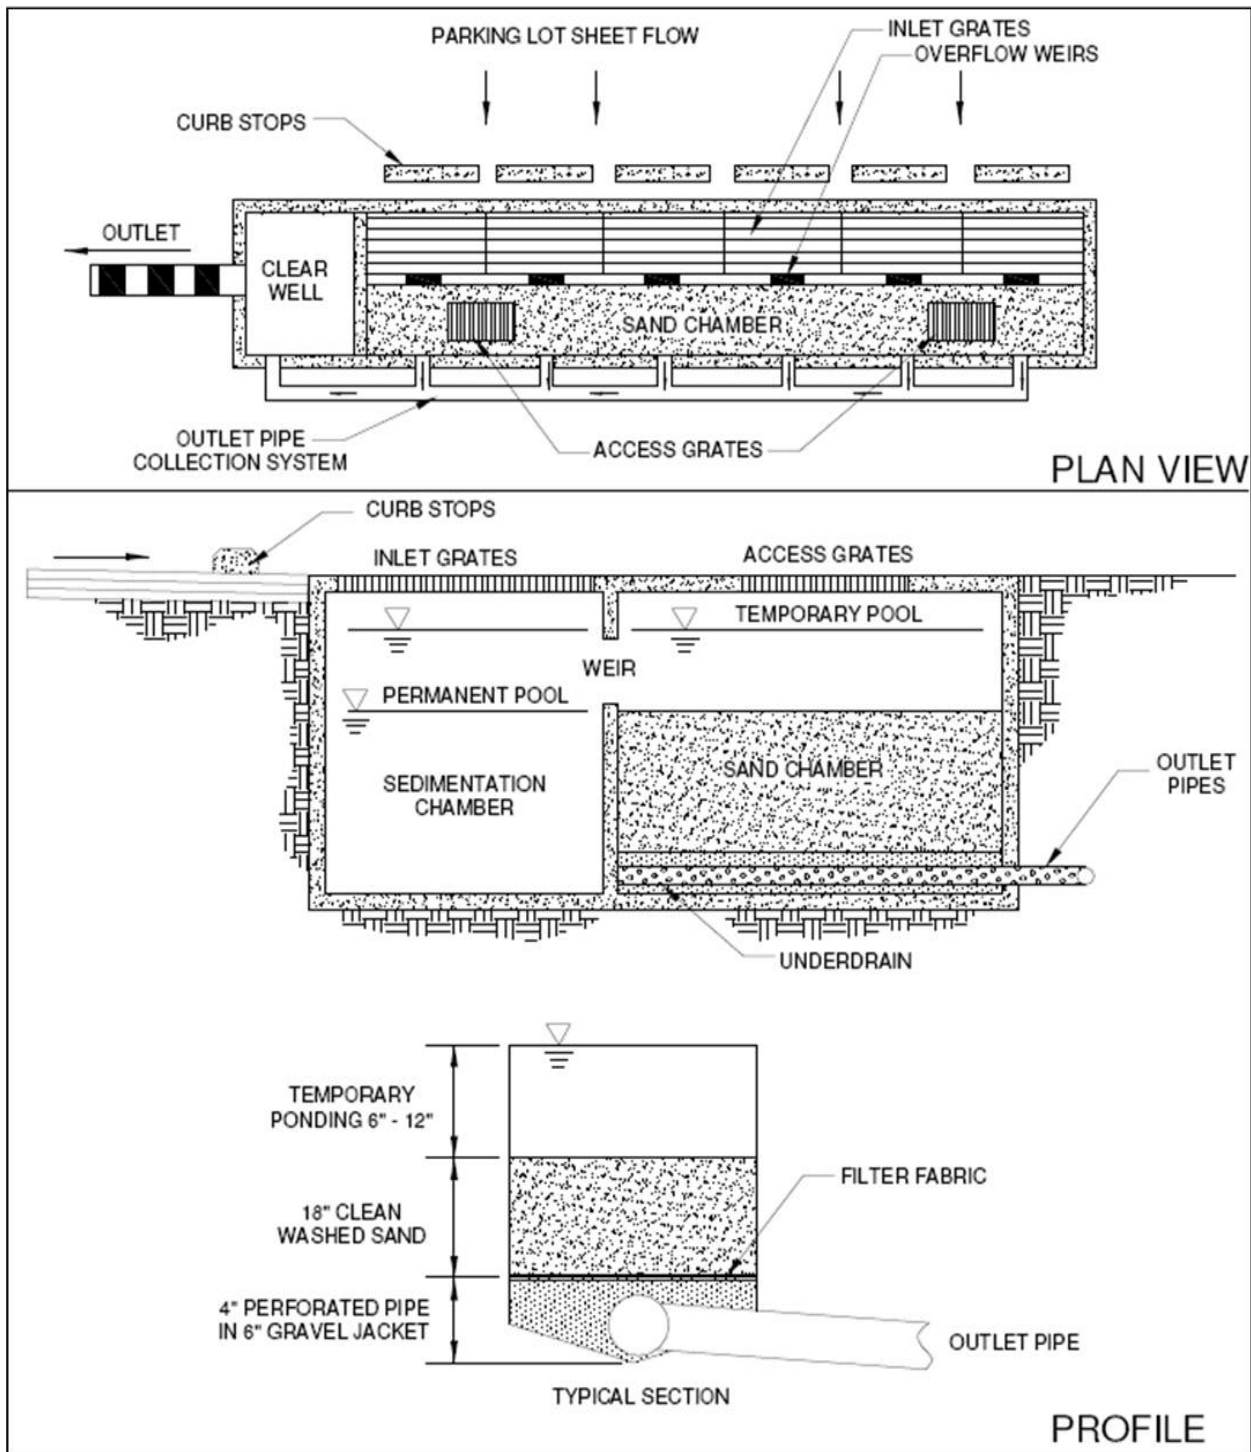 PARKING LOT SHEET FLOW
INLET GRATES
OVERFLOW WEIRS
CURB STOPS
OUTLET
CLEAR
WELL
SAND CHAMBER
OUTLET PIPE
COLLECTION SYSTEM
ACCESS GRATES
PLAN VIEW
CURB STOPS
INLET GRATES
ACCESS GRATES
TEMPORARY POOL
WEIR
PERMANENT POOL
SEDIMENTATION
CHAMBER
SAND CHAMBER
OUTLET
PIPES
UNDERDRAIN
TEMPORARY
PONDING 6" - 12"
FILTER FABRIC
18" CLEAN
WASHED SAND
4" PERFORATED PIPE
IN 6" GRAVEL JACKET
OUTLET PIPE
TYPICAL SECTION
PROFILE